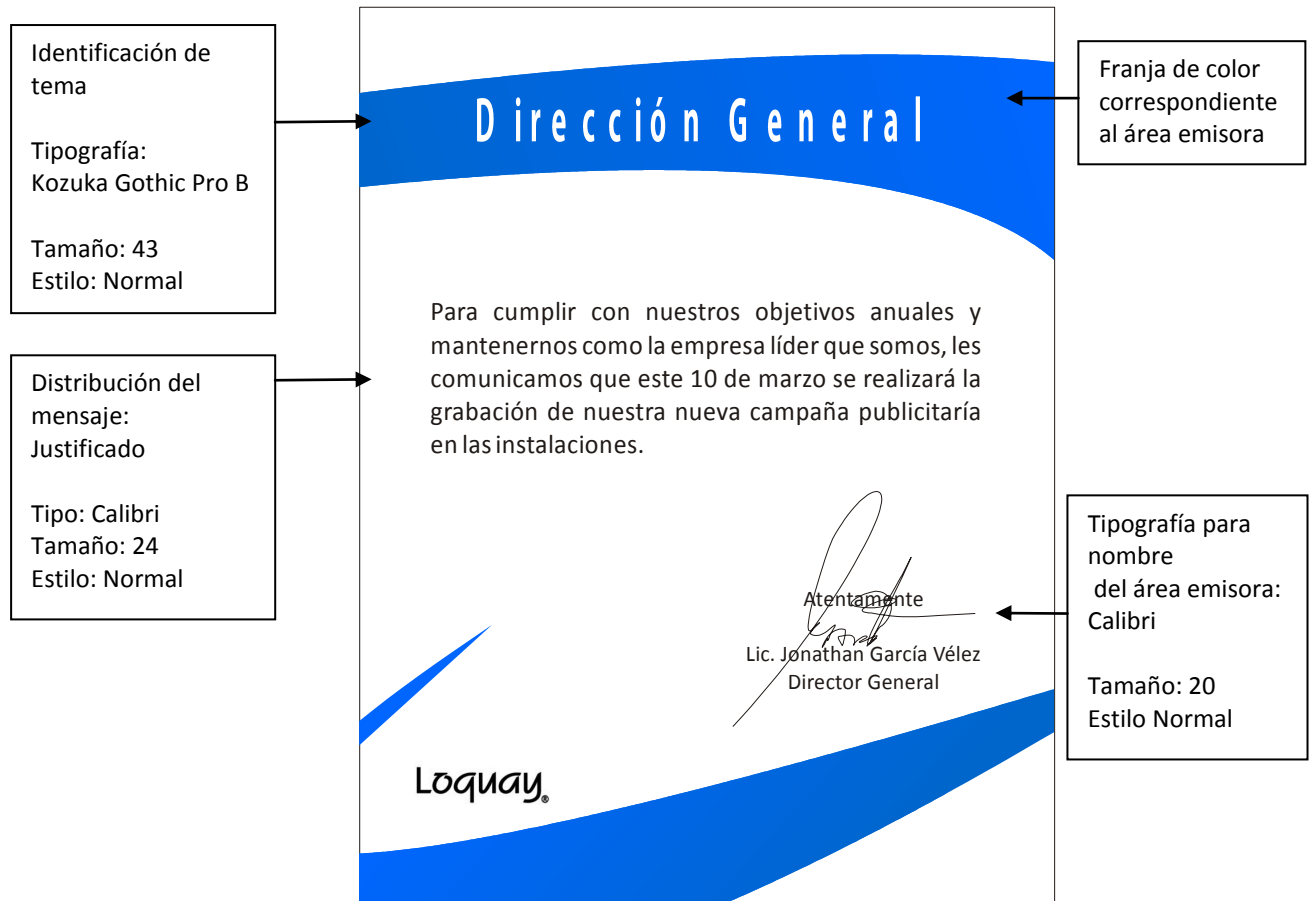 Identificación de
tema
Tipografía:
Kozuka Gothic Pro B
Tamaño: 43
Estilo: Normal
Distribución del
mensaje:
Justificado
Tipo: Calibri
Tamaño: 24
Estilo: Normal
Dirección General
Para cumplir con nuestros objetivos anuales y
mantenernos como la empresa líder que somos, les
comunicamos que este 10 de marzo se realizará la
grabación de nuestra nueva campaña publicitaría
en las instalaciones.
Atentamente
Lic. Jonathan García Vélez
Director General
Loquay®
Franja de color
correspondiente
al área emisora
Tipografía para
nombre
del área emisora:
Calibri
Tamaño: 20
Estilo Normal